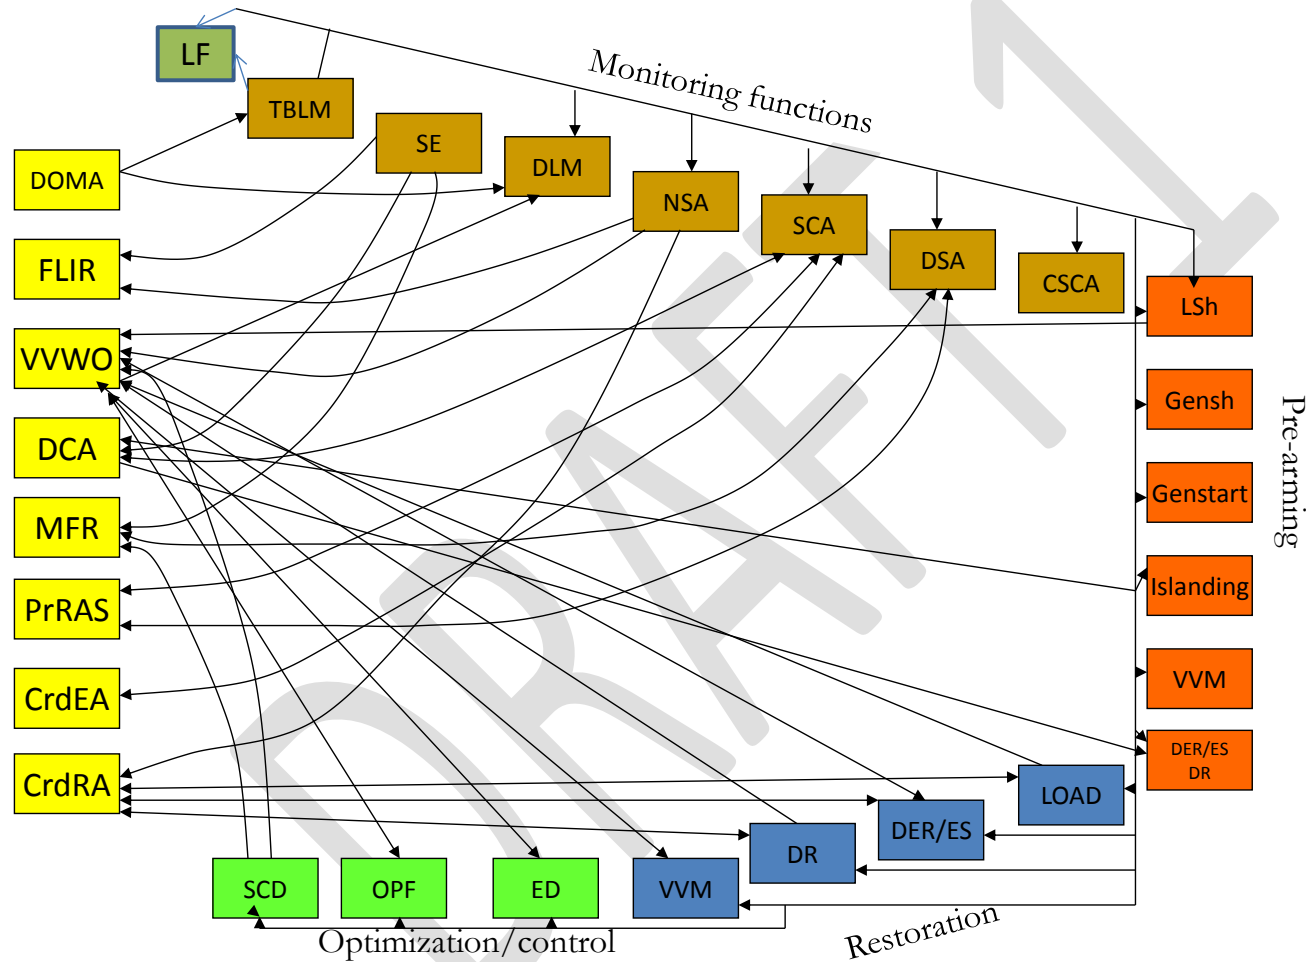 LF
Monitoring functions
TBLM
SE
DLM
NSA
SCA
DSA
CSCA
DOMA
FLIR
VVWO
DCA
MFR
PrRAS
CrdEA
CrdRA
LSh
Gensh
Genstart
Islanding
VVM
DER/ES
DR
Pre-arming
LOAD
DER/ES
DR
VVM
ED
OPF
SCD
Optimization/control
Restoration
DRAFT 1